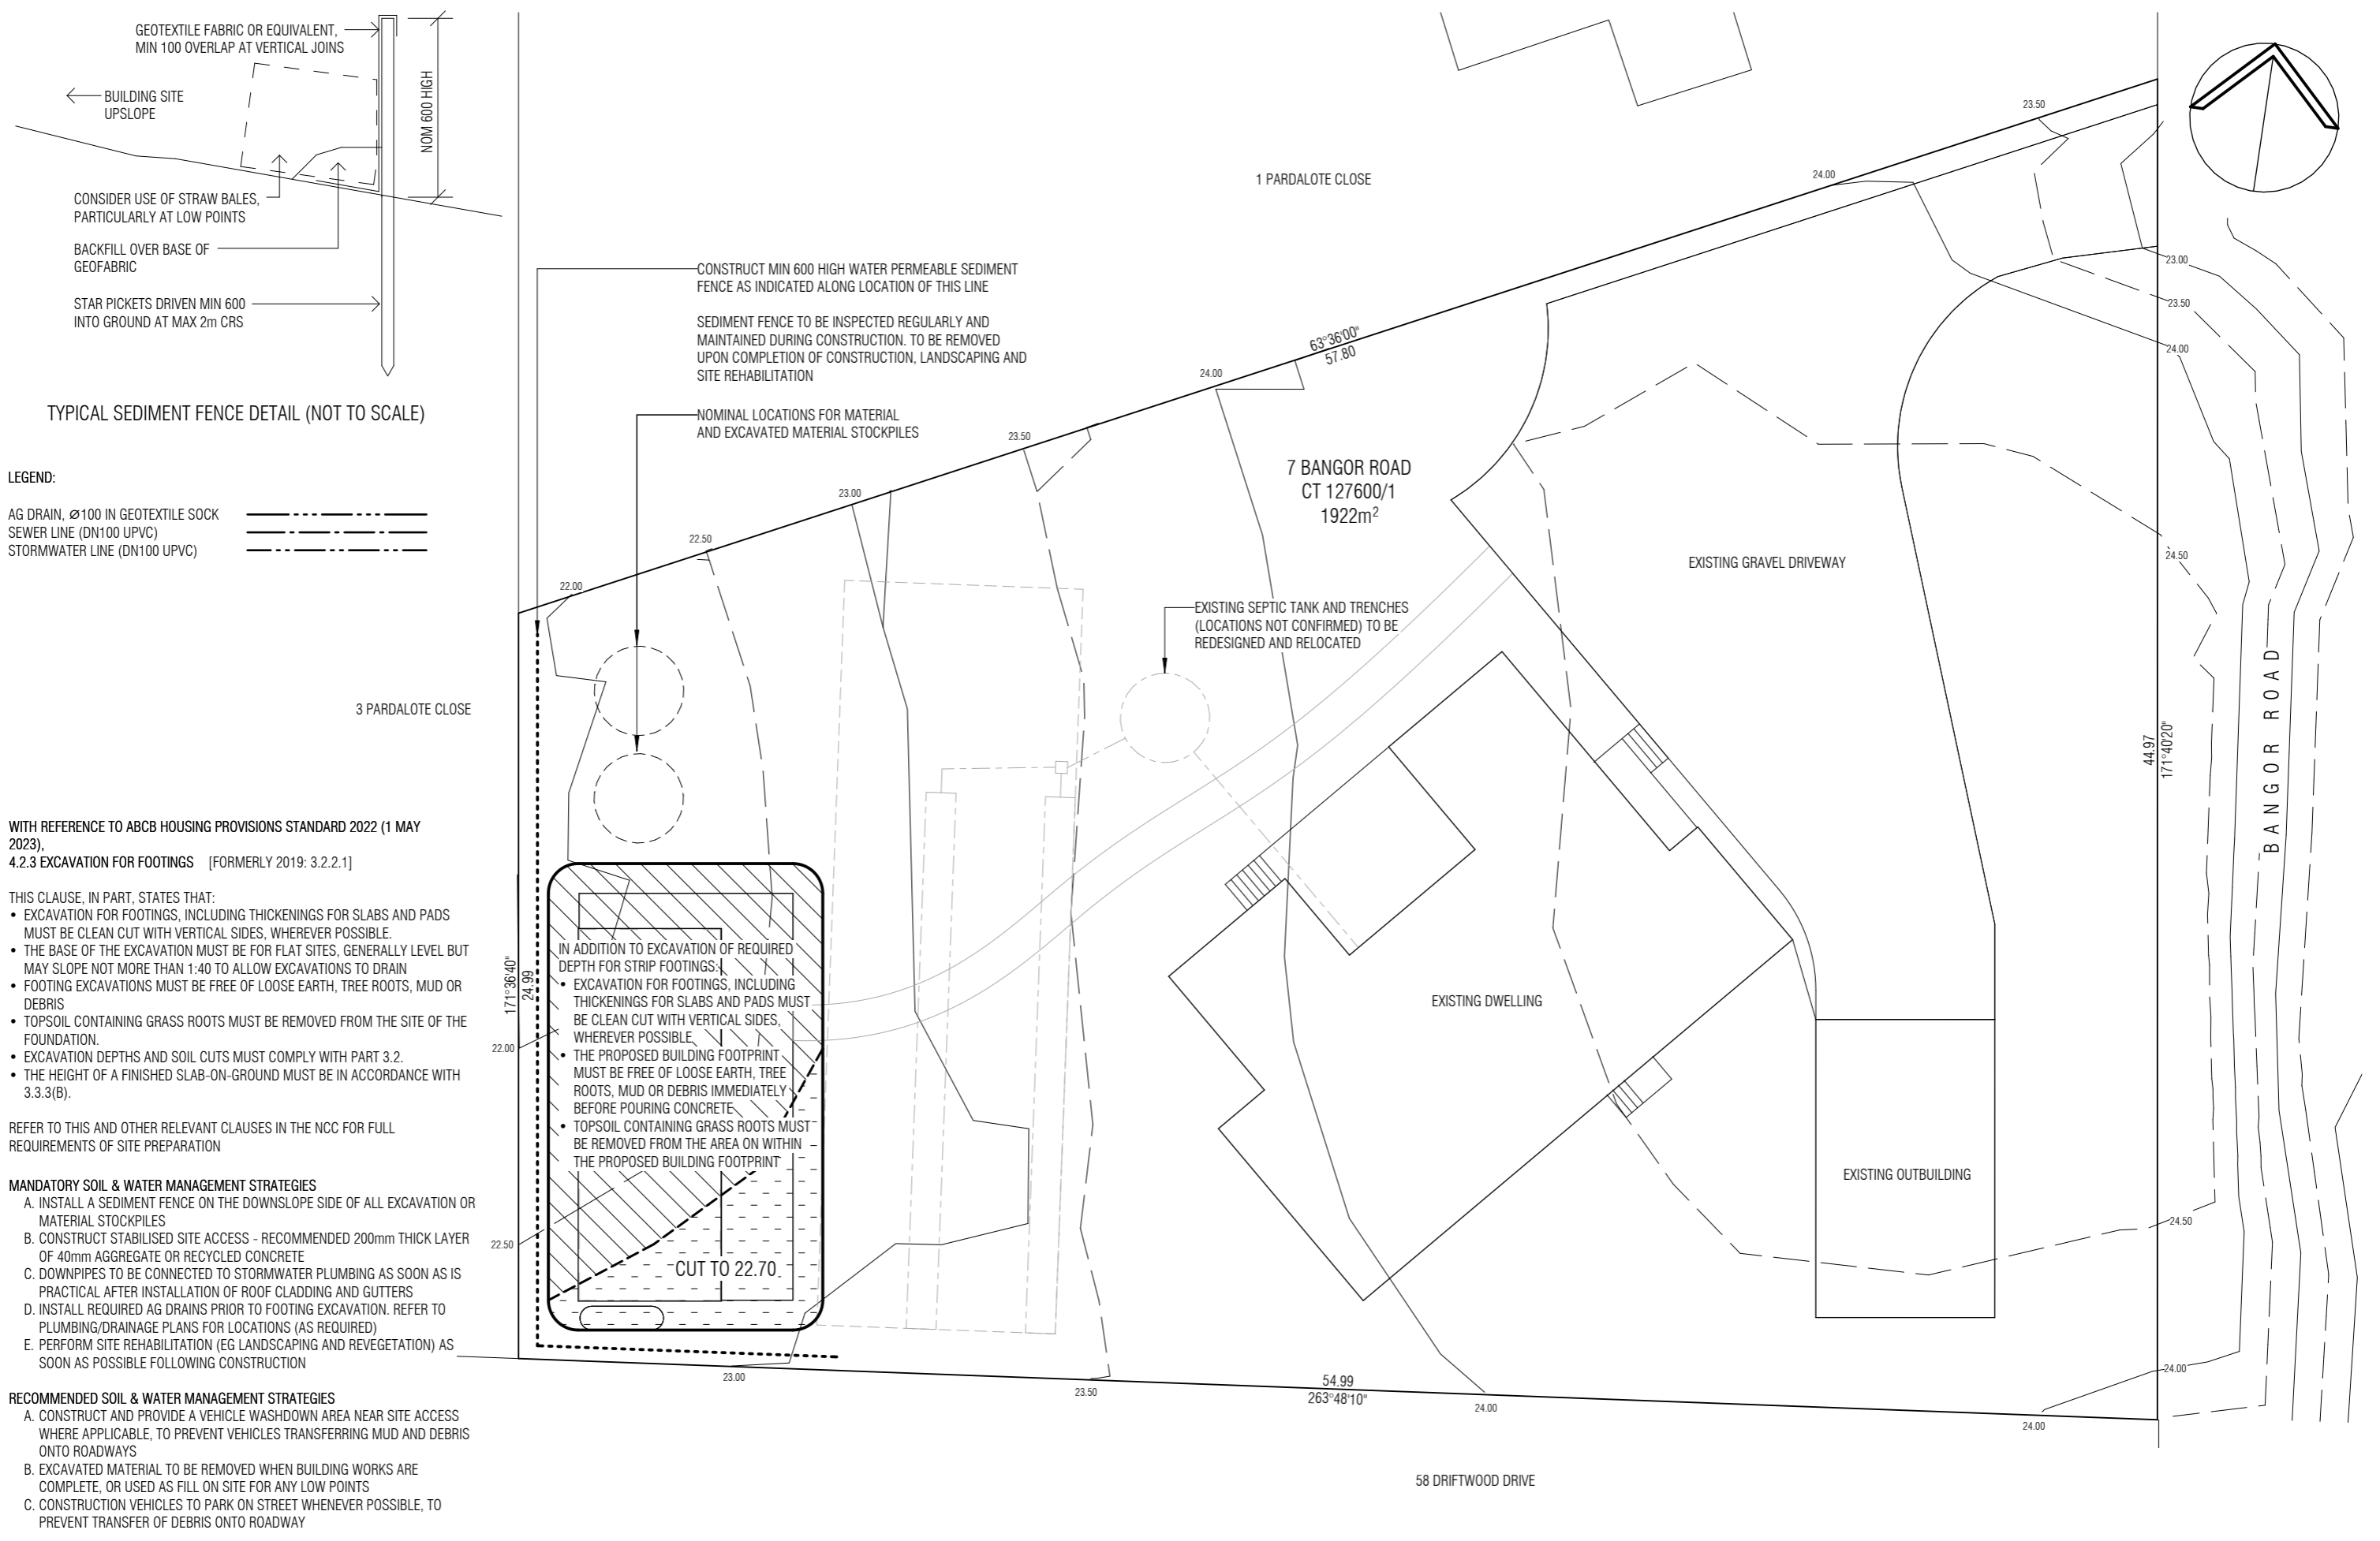 GEOTEXTILE FABRIC OR EQUIVALENT,
MIN 100 OVERLAP AT VERTICAL JOINS
BUILDING SITE
UPSLOPE
NOM 600 HIGH
CONSIDER USE OF STRAW BALES,
PARTICULARLY AT LOW POINTS
BACKFILL OVER BASE OF
GEOFABRIC
STAR PICKETS DRIVEN MIN 600
INTO GROUND AT MAX 2m CRS
TYPICAL SEDIMENT FENCE DETAIL (NOT TO SCALE)
LEGEND:
AG DRAIN, Ø100 IN GEOTEXTILE SOCK
SEWER LINE (DN100 UPVC)
STORMWATER LINE (DN100 UPVC)
WITH REFERENCE TO ABCB HOUSING PROVISIONS STANDARD 2022 (1 MAY
2023),
4.2.3 EXCAVATION FOR FOOTINGS [FORMERLY 2019: 3.2.2.1]
THIS CLAUSE, IN PART, STATES THAT:
• EXCAVATION FOR FOOTINGS, INCLUDING THICKENINGS FOR SLABS AND PADS
MUST BE CLEAN CUT WITH VERTICAL SIDES, WHEREVER POSSIBLE.
• THE BASE OF THE EXCAVATION MUST BE FOR FLAT SITES, GENERALLY LEVEL BUT
MAY SLOPE NOT MORE THAN 1:40 TO ALLOW EXCAVATIONS TO DRAIN
• FOOTING EXCAVATIONS MUST BE FREE OF LOOSE EARTH, TREE ROOTS, MUD OR
DEBRIS
• TOPSOIL CONTAINING GRASS ROOTS MUST BE REMOVED FROM THE SITE OF THE
FOUNDATION.
• EXCAVATION DEPTHS AND SOIL CUTS MUST COMPLY WITH PART 3.2.
• THE HEIGHT OF A FINISHED SLAB-ON-GROUND MUST BE IN ACCORDANCE WITH
3.3.3(B).
REFER TO THIS AND OTHER RELEVANT CLAUSES IN THE NCC FOR FULL
REQUIREMENTS OF SITE PREPARATION
MANDATORY SOIL & WATER MANAGEMENT STRATEGIES
A. INSTALL A SEDIMENT FENCE ON THE DOWNSLOPE SIDE OF ALL EXCAVATION OR
MATERIAL STOCKPILES
B. CONSTRUCT STABILISED SITE ACCESS - RECOMMENDED 200mm THICK LAYER
OF 40mm AGGREGATE OR RECYCLED CONCRETE
C. DOWNPIPES TO BE CONNECTED TO STORMWATER PLUMBING AS SOON AS IS
PRACTICAL AFTER INSTALLATION OF ROOF CLADDING AND GUTTERS
D. INSTALL REQUIRED AG DRAINS PRIOR TO FOOTING EXCAVATION. REFER TO
PLUMBING/DRAINAGE PLANS FOR LOCATIONS (AS REQUIRED)
E. PERFORM SITE REHABILITATION (EG LANDSCAPING AND REVEGETATION) AS
SOON AS POSSIBLE FOLLOWING CONSTRUCTION
RECOMMENDED SOIL & WATER MANAGEMENT STRATEGIES
A. CONSTRUCT AND PROVIDE A VEHICLE WASHDOWN AREA NEAR SITE ACCESS
WHERE APPLICABLE, TO PREVENT VEHICLES TRANSFERRING MUD AND DEBRIS
ONTO ROADWAYS
B. EXCAVATED MATERIAL TO BE REMOVED WHEN BUILDING WORKS ARE
COMPLETE, OR USED AS FILL ON SITE FOR ANY LOW POINTS
C. CONSTRUCTION VEHICLES TO PARK ON STREET WHENEVER POSSIBLE, TO
PREVENT TRANSFER OF DEBRIS ONTO ROADWAY
CONSTRUCT MIN 600 HIGH WATER PERMEABLE SEDIMENT
FENCE AS INDICATED ALONG LOCATION OF THIS LINE
SEDIMENT FENCE TO BE INSPECTED REGULARLY AND
MAINTAINED DURING CONSTRUCTION. TO BE REMOVED
UPON COMPLETION OF CONSTRUCTION, LANDSCAPING AND
SITE REHABILITATION
NOMINAL LOCATIONS FOR MATERIAL
AND EXCAVATED MATERIAL STOCKPILES
1 PARDALOTE CLOSE
3 PARDALOTE CLOSE
63°36'00"
57.80
22.00
22.50
23.00
23.50
24.00
24.00
23.50
7 BANGOR ROAD
CT 127600/1
1922m²
EXISTING SEPTIC TANK AND TRENCHES
(LOCATIONS NOT CONFIRMED) TO BE
REDESIGNED AND RELOCATED
EXISTING GRAVEL DRIVEWAY
EXISTING DWELLING
EXISTING OUTBUILDING
23.00
23.50
24.00
24.50
44.97
171°40'20"
BANGOR ROAD
24.50
24.00
171°36'40"
24.99
22.00
22.50
IN ADDITION TO EXCAVATION OF REQUIRED
DEPTH FOR STRIP FOOTINGS:
• EXCAVATION FOR FOOTINGS, INCLUDING
THICKENINGS FOR SLABS AND PADS MUST
BE CLEAN CUT WITH VERTICAL SIDES,
WHEREVER POSSIBLE
• THE PROPOSED BUILDING FOOTPRINT
MUST BE FREE OF LOOSE EARTH, TREE
ROOTS, MUD OR DEBRIS IMMEDIATELY
BEFORE POURING CONCRETE
• TOPSOIL CONTAINING GRASS ROOTS MUST
BE REMOVED FROM THE AREA ON WITHIN
THE PROPOSED BUILDING FOOTPRINT
CUT TO 22.70
23.00
23.50
54.99
263°48'10"
24.00
24.00
58 DRIFTWOOD DRIVE